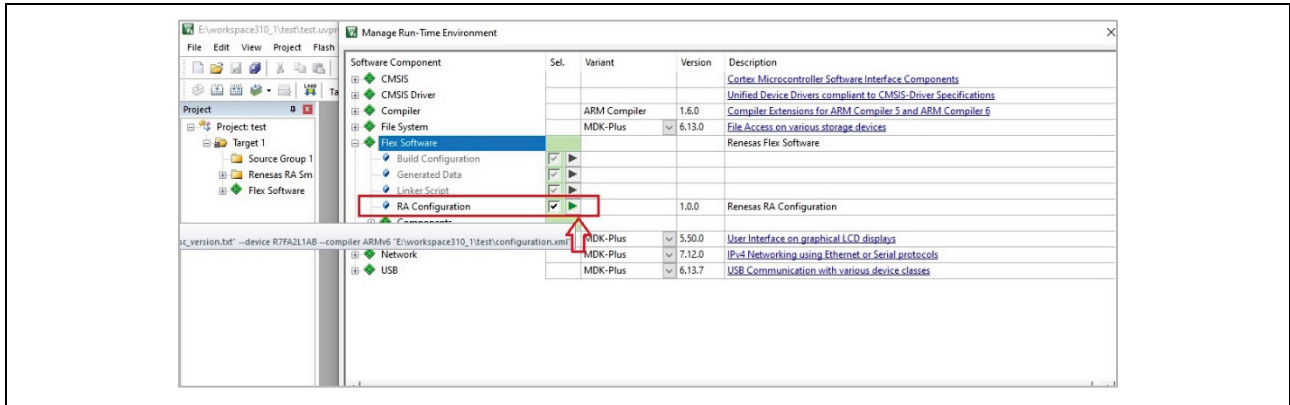 E:\workspace310_1\test\test.uvpr
Manage Run-Time Environment
File Edit View Project Flash
Software Component Sel. Variant Version Description
CMSIS Cortex Microcontroller Software Interface Components
CMSIS Driver Unified Device Drivers compliant to CMSIS-Driver Specifications
Project
Compiler ARM Compiler 1.6.0 Compiler Extensions for ARM Compiler 5 and ARM Compiler 6
Project: test
File System MDK-Plus 6.13.0 File Access on various storage devices
Target 1
Flex Software Renesas Flex Software
Source Group 1
Build Configuration
Renesas RA Sm
Generated Data
Flex Software
Linker Script
RA Configuration 1.0.0 Renesas RA Configuration
Components
sc_version.txt" --device R7FA2L1AB --compiler ARMv6 "E:\workspace310_1\test\configuration.xml"
MDK-Plus 5.50.0 User Interface on graphical LCD displays
Network MDK-Plus 7.12.0 IPv4 Networking using Ethernet or Serial protocols
USB MDK-Plus 6.13.7 USB Communication with various device classes